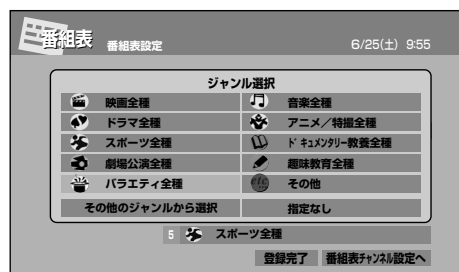 番組表 番組表設定 6/25(土) 9:55
ジャンル選択
映画全種 音楽全種
ドラマ全種 アニメ／特撮全種
スポーツ全種 ドキュメンタリー教養全種
劇場公演全種 趣味教育全種
バラエティ全種 etc その他
その他のジャンルから選択 指定なし
5 スポーツ全種
登録完了 番組表チャンネル設定へ